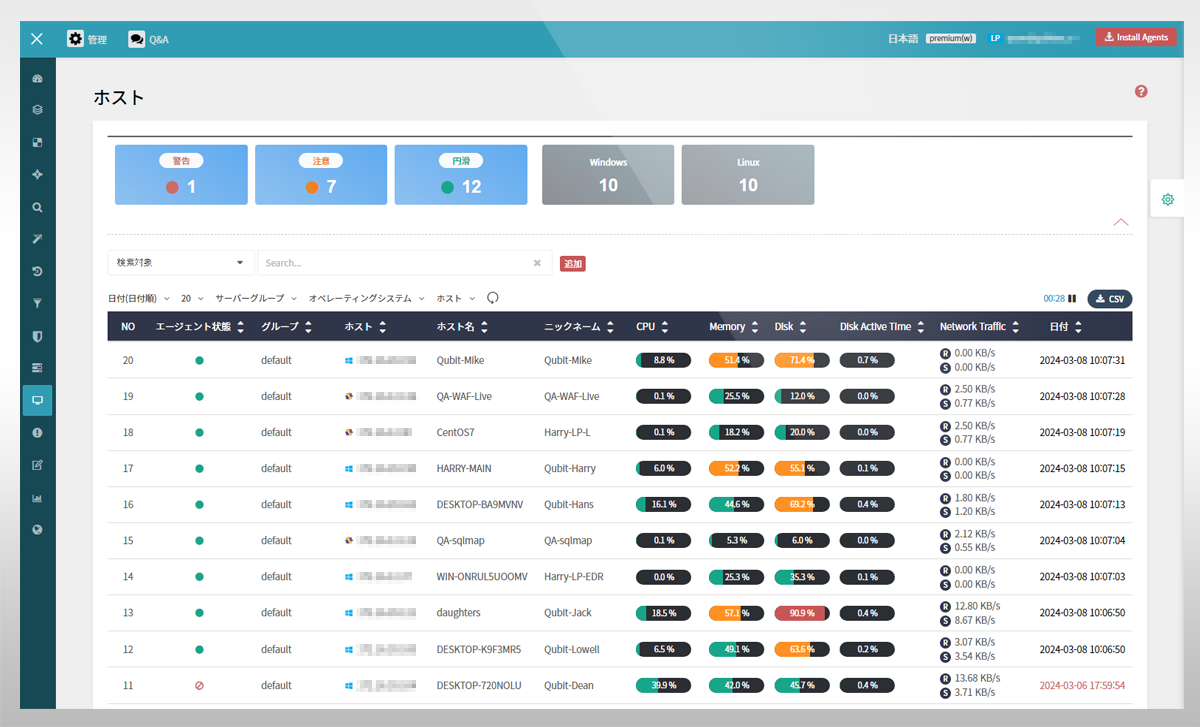 管理 Q&A 日本語 premium(w) LP Install Agents
ホスト
?
警告 注意 円滑 Windows Linux
1 7 12 10 10
検索対象 Search... 追加
日付(日付順) 20 サーバーグループ オペレーティングシステム ホスト 00:28 CSV
NO エージェント状態 グループ ホスト ホスト名 ニックネーム CPU Memory Disk Disk Active Time Network Traffic 日付
20 default Qubit-Mike Qubit-Mike 8.8 % 51.4 % 71.4 % 0.7 % R 0.00 KB/s 2024-03-08 10:07:31
S 0.00 KB/s
19 default QA-WAF-Live QA-WAF-Live 0.1 % 25.5 % 12.0 % 0.0 % R 2.50 KB/s 2024-03-08 10:07:28
S 0.77 KB/s
18 default CentOS7 Harry-LP-L 0.1 % 18.2 % 20.0 % 0.0 % R 2.50 KB/s 2024-03-08 10:07:19
S 0.77 KB/s
17 default HARRY-MAIN Qubit-Harry 6.0 % 52.2 % 55.1 % 0.1 % R 0.00 KB/s 2024-03-08 10:07:15
S 0.00 KB/s
16 default DESKTOP-BA9MVNV Qubit-Hans 16.1 % 44.6 % 69.2 % 0.4 % R 1.80 KB/s 2024-03-08 10:07:13
S 1.20 KB/s
15 default QA-sqlmap QA-sqlmap 0.1 % 5.3 % 6.0 % 0.0 % R 2.12 KB/s 2024-03-08 10:07:04
S 0.55 KB/s
14 default WIN-ONRUL5UOOMV Harry-LP-EDR 0.0 % 25.3 % 35.3 % 0.1 % R 0.00 KB/s 2024-03-08 10:07:03
S 0.00 KB/s
13 default daughters Qubit-Jack 18.5 % 57.1 % 90.9 % 0.4 % R 12.80 KB/s 2024-03-08 10:06:50
S 8.67 KB/s
12 default DESKTOP-K9F3MR5 Qubit-Lowell 6.5 % 49.1 % 63.6 % 0.2 % R 3.07 KB/s 2024-03-08 10:06:50
S 3.54 KB/s
11 default DESKTOP-720NOLU Qubit-Dean 39.9 % 42.0 % 45.7 % 0.4 % R 13.68 KB/s 2024-03-06 17:59:54
S 3.71 KB/s